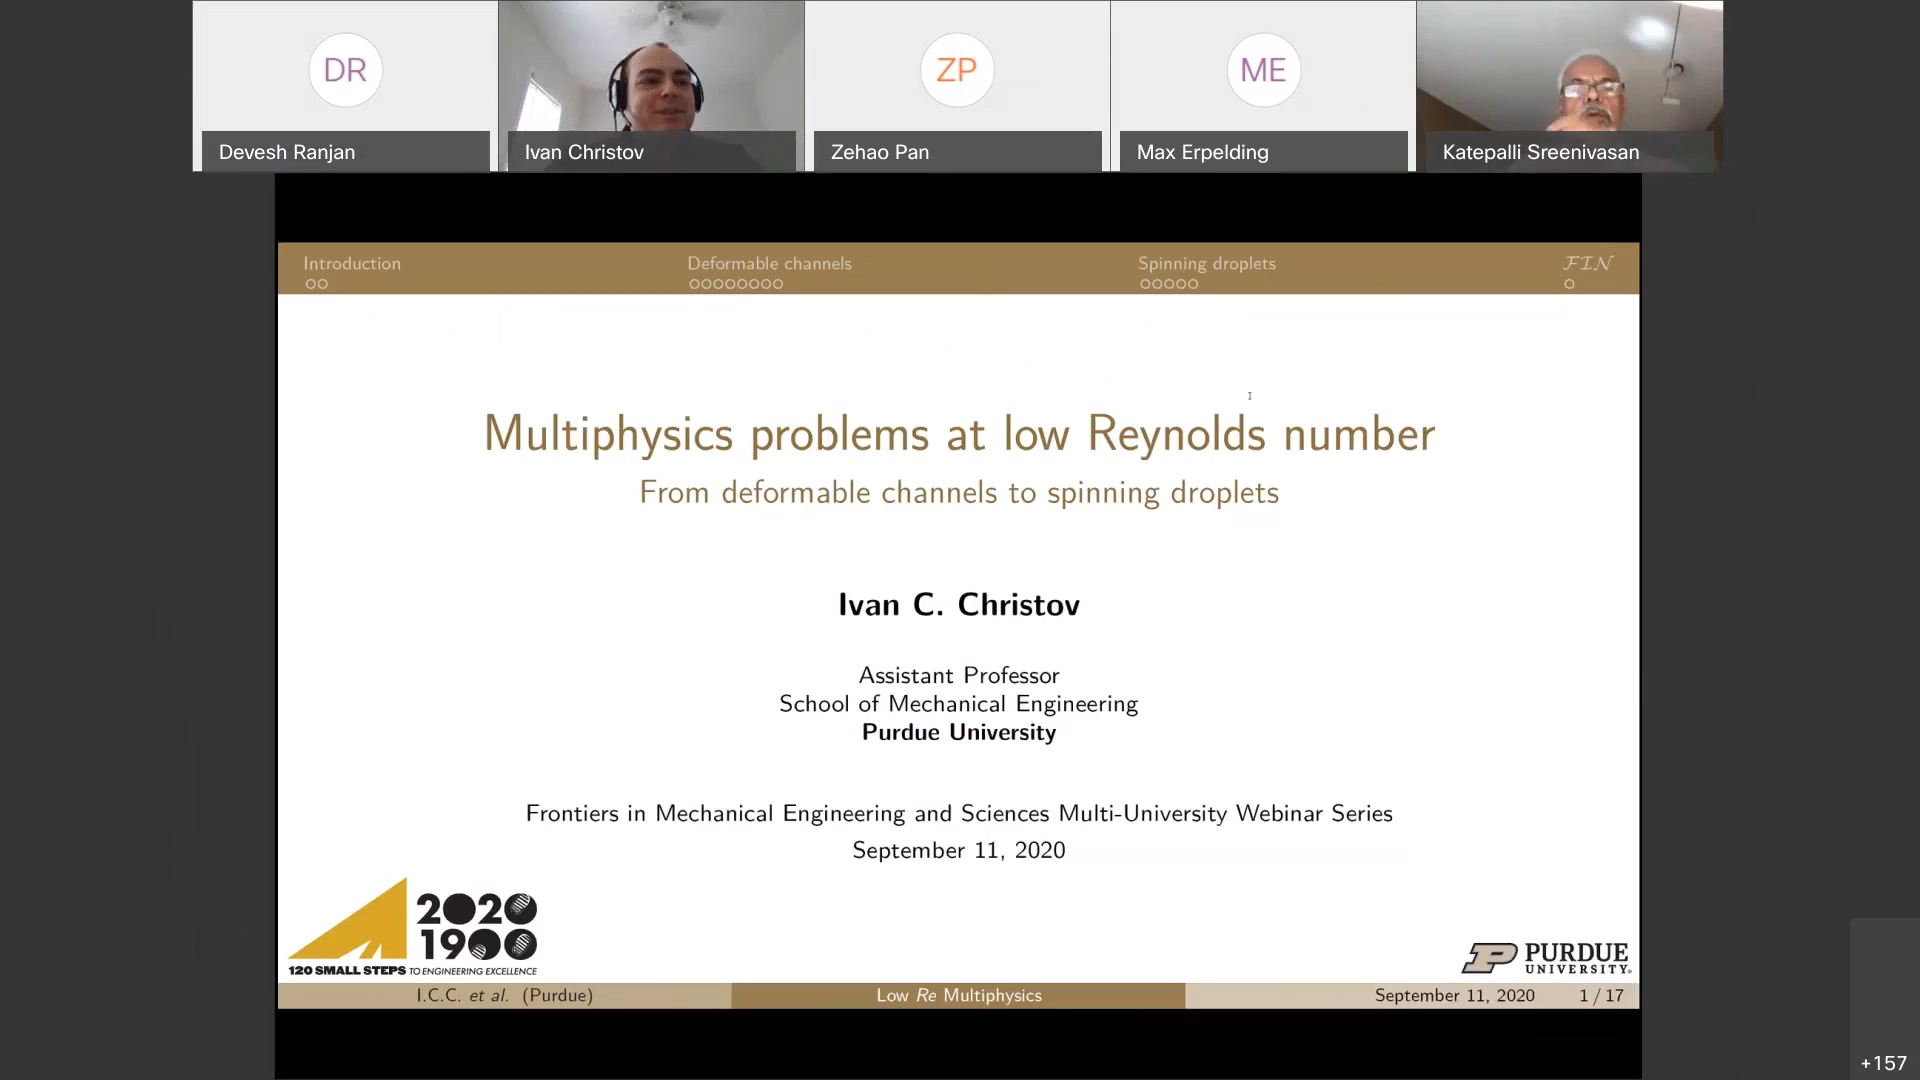 DR
ZP
ME
Devesh Ranjan
Ivan Christov
Zehao Pan
Max Erpelding
Katepalli Sreenivasan
Introduction
Deformable channels
Spinning droplets
FIN
Multiphysics problems at low Reynolds number
From deformable channels to spinning droplets
Ivan C. Christov
Assistant Professor
School of Mechanical Engineering
Purdue University
Frontiers in Mechanical Engineering and Sciences Multi-University Webinar Series
September 11, 2020
2020
1900
120 SMALL STEPS TO ENGINEERING EXCELLENCE
P PURDUE
UNIVERSITY.
I.C.C. et al. (Purdue)
Low Re Multiphysics
September 11, 2020
1 / 17
+157